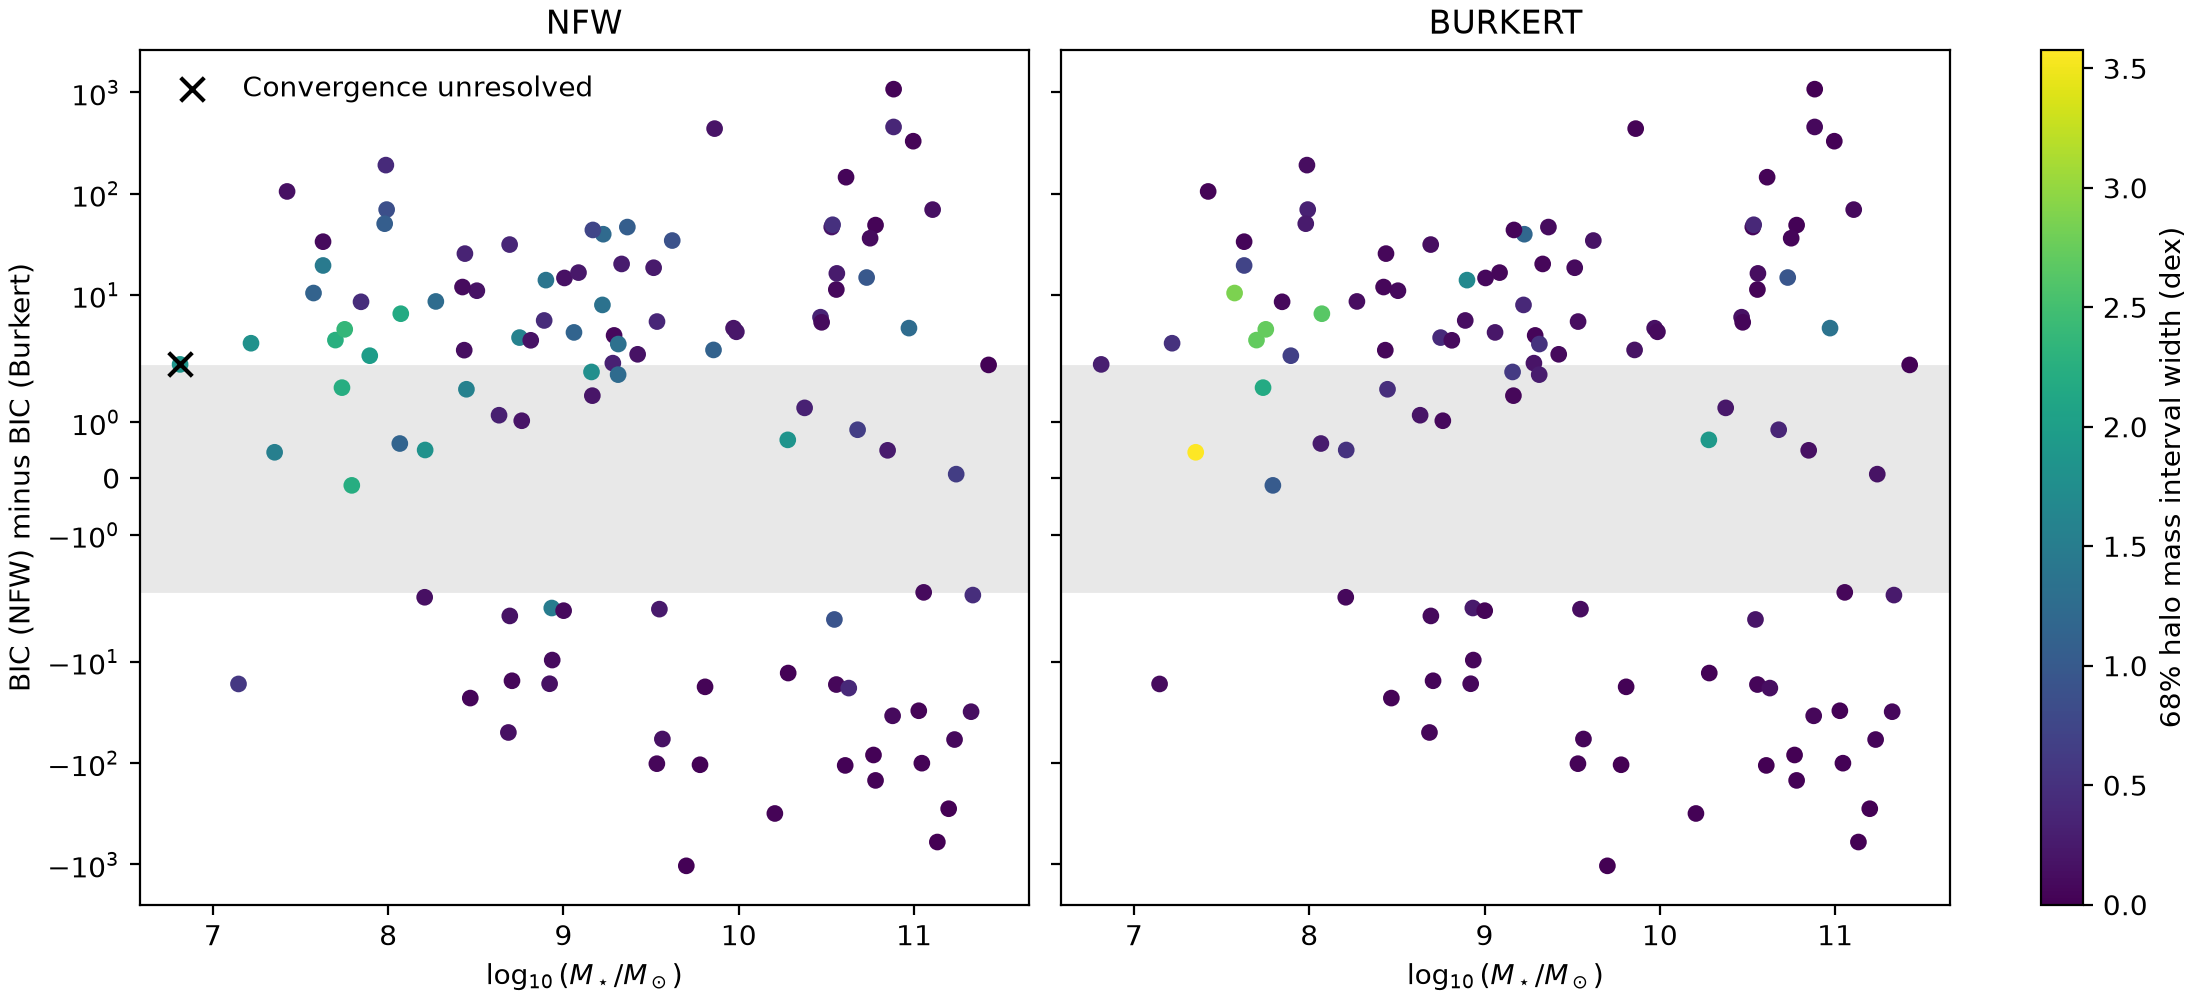 NFW
BURKERT
Convergence unresolved
BIC (NFW) minus BIC (Burkert)
10³
10²
10¹
10⁰
0
−10⁰
−10¹
−10²
−10³
7 8 9 10 11
log₁₀(M⋆/M⊙)
7 8 9 10 11
log₁₀(M⋆/M⊙)
3.5
3.0
2.5
2.0
1.5
1.0
0.5
0.0
68% halo mass interval width (dex)